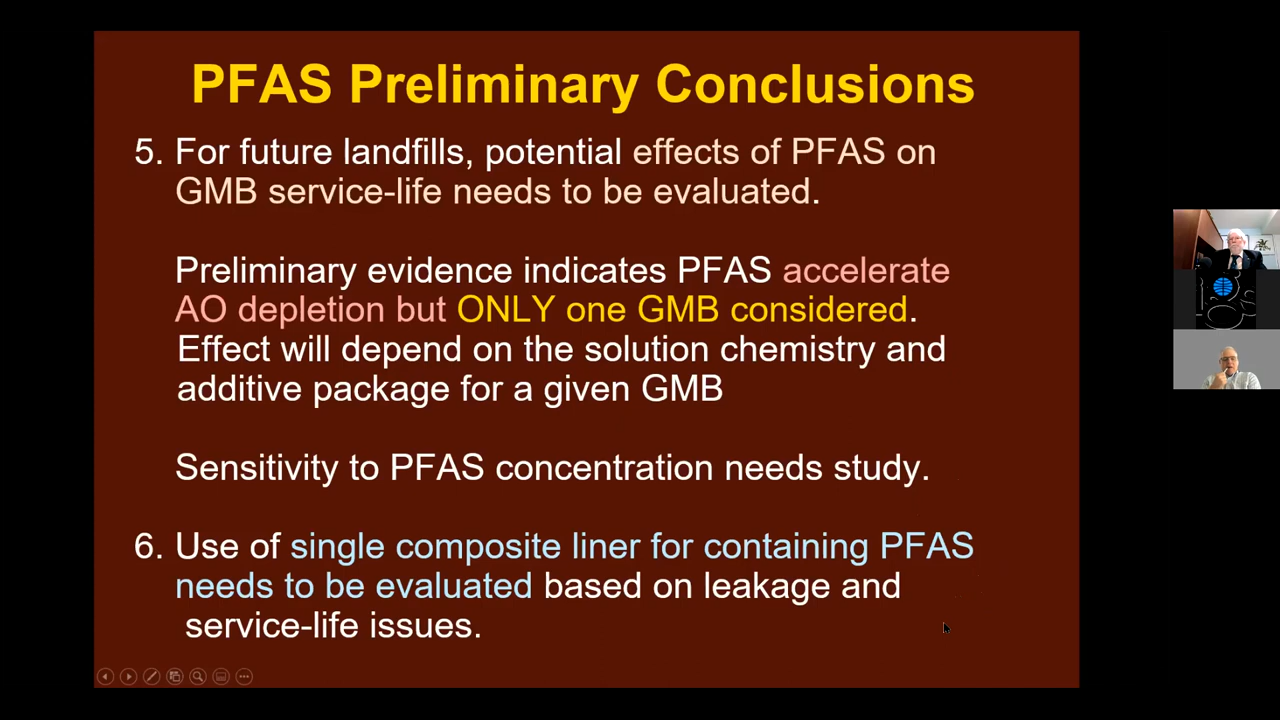 PFAS Preliminary Conclusions
5. For future landfills, potential effects of PFAS on
GMB service-life needs to be evaluated.
Preliminary evidence indicates PFAS accelerate
AO depletion but ONLY one GMB considered.
Effect will depend on the solution chemistry and
additive package for a given GMB
Sensitivity to PFAS concentration needs study.
6. Use of single composite liner for containing PFAS
needs to be evaluated based on leakage and
service-life issues.